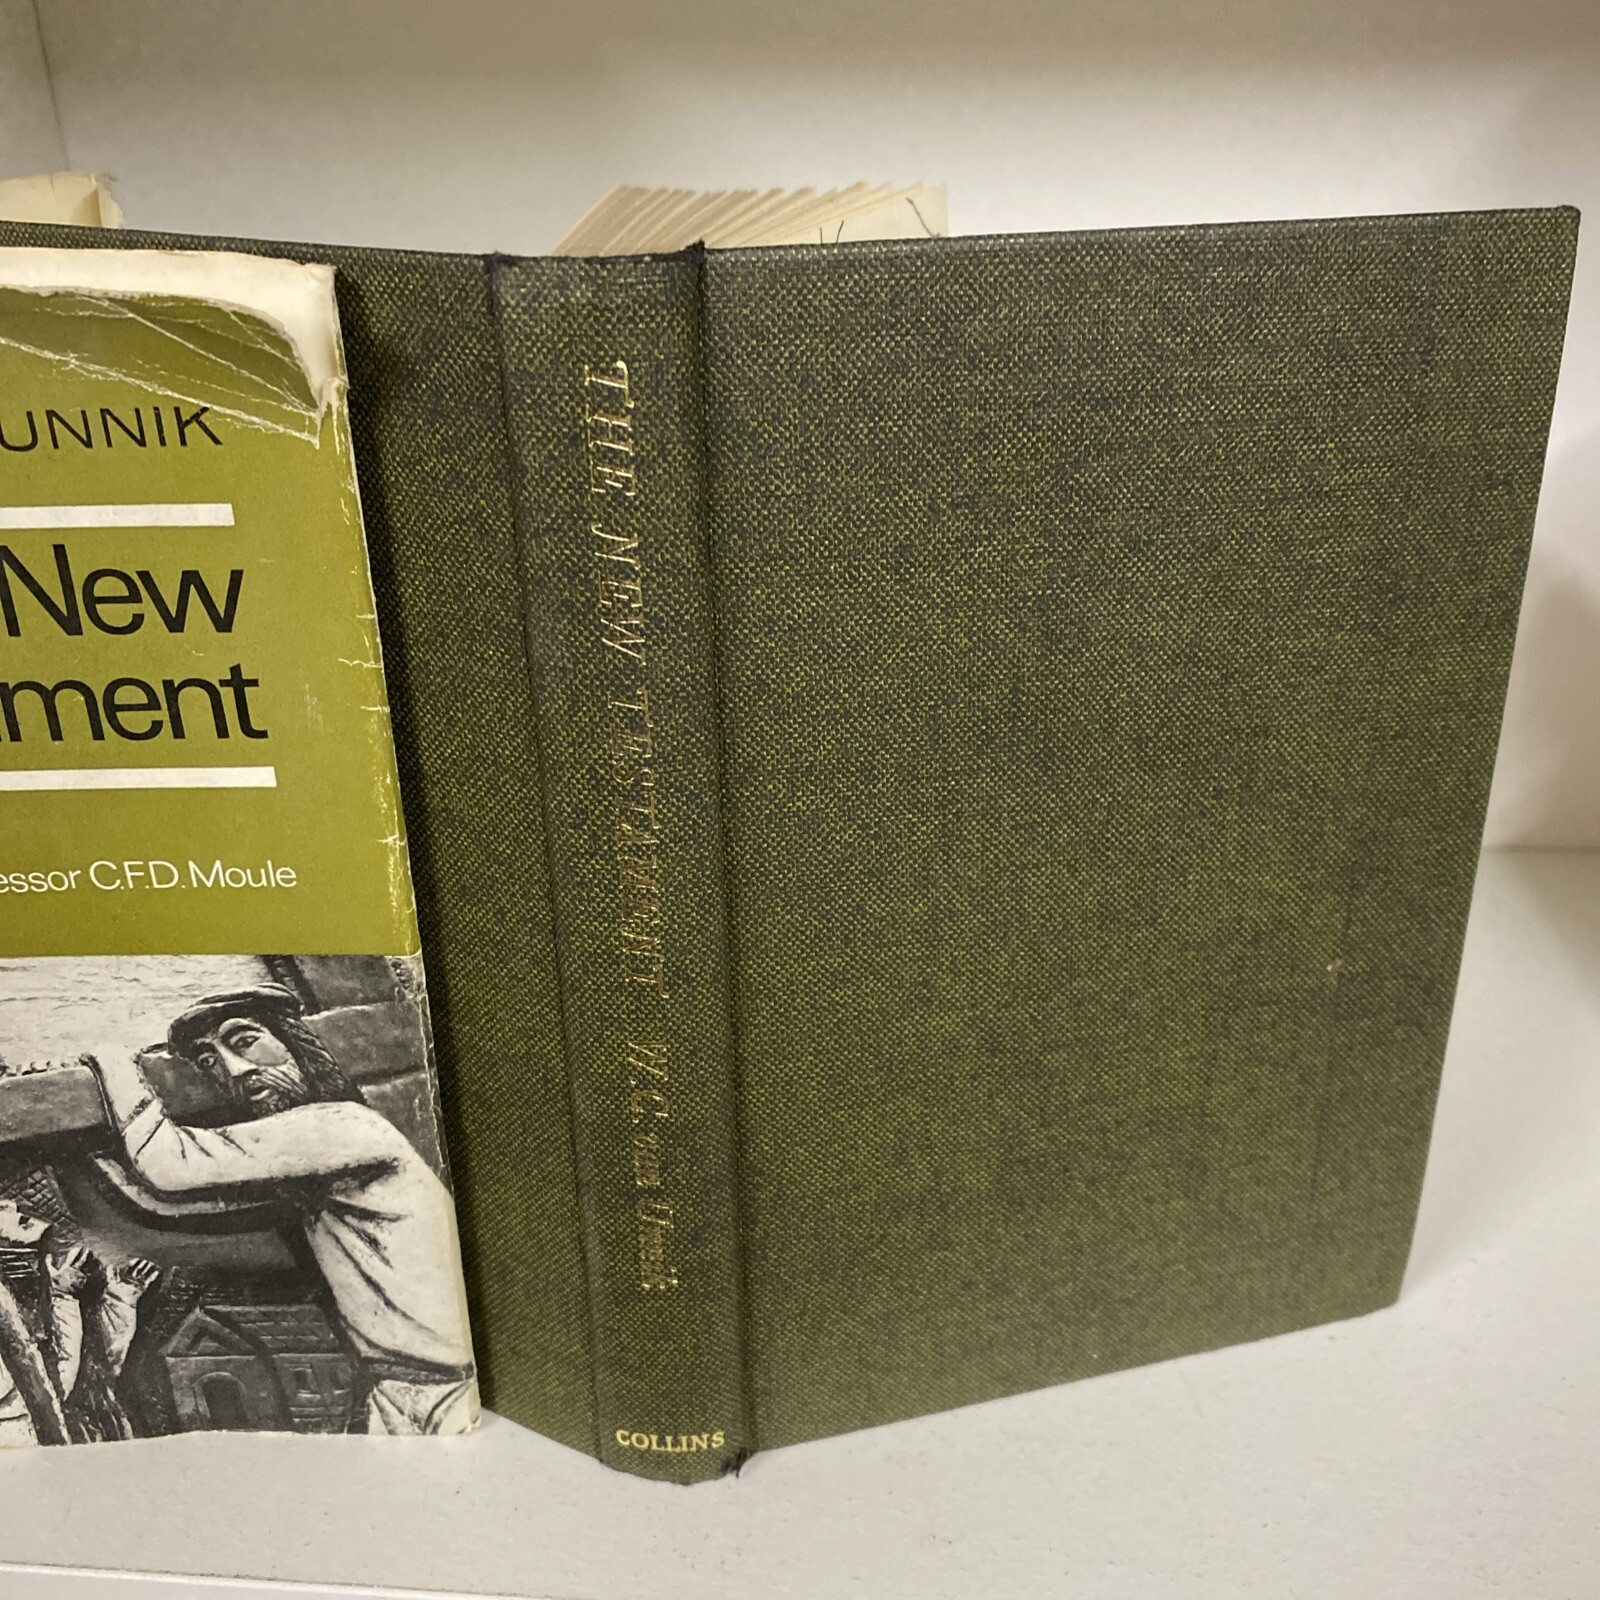 UNNIK
New
ment
essor C.F.D. Moule
THE NEW TESTAMENT W.C. van Unnik
COLLINS